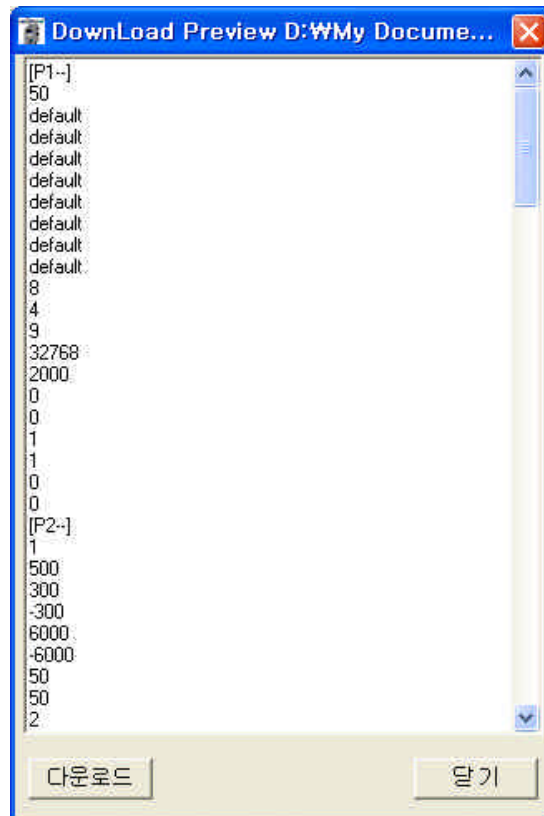 DownLoad Preview D:₩My Docume...
[P1--]
50
default
default
default
default
default
default
default
default
8
4
9
32768
2000
0
0
1
1
0
0
[P2--]
1
500
300
-300
6000
-6000
50
50
2
다운로드
닫기